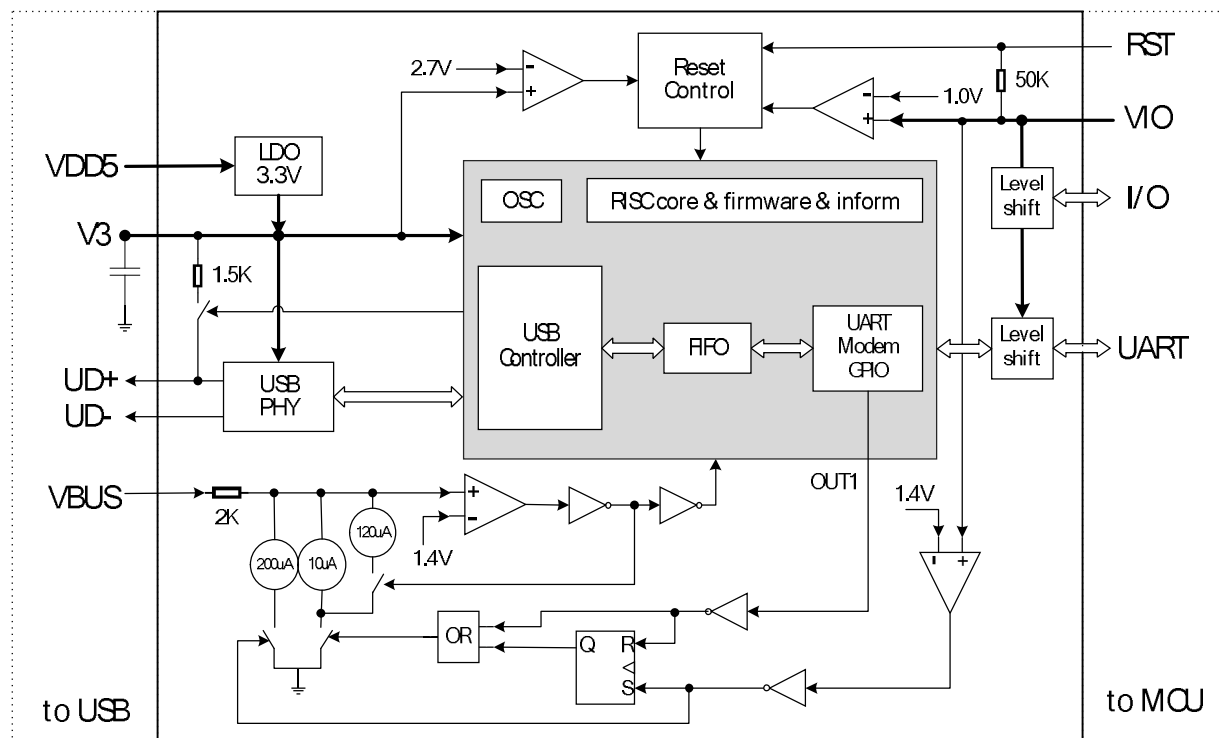 RST
2.7V
-
+
Reset
Control
50K
-
1.0V
+
VIO
VDD5
LDO
3.3V
OSC
RISC core & firmware & inform
Level
shift
I/O
V3
1.5K
USB
Controller
FIFO
UART
Modem
GPIO
Level
shift
UART
UD+
UD-
USB
PHY
VBUS
2K
+
-
1.4V
120uA
200uA
10uA
OUT1
1.4V
-
+
OR
Q
R
<
S
to USB
to MCU